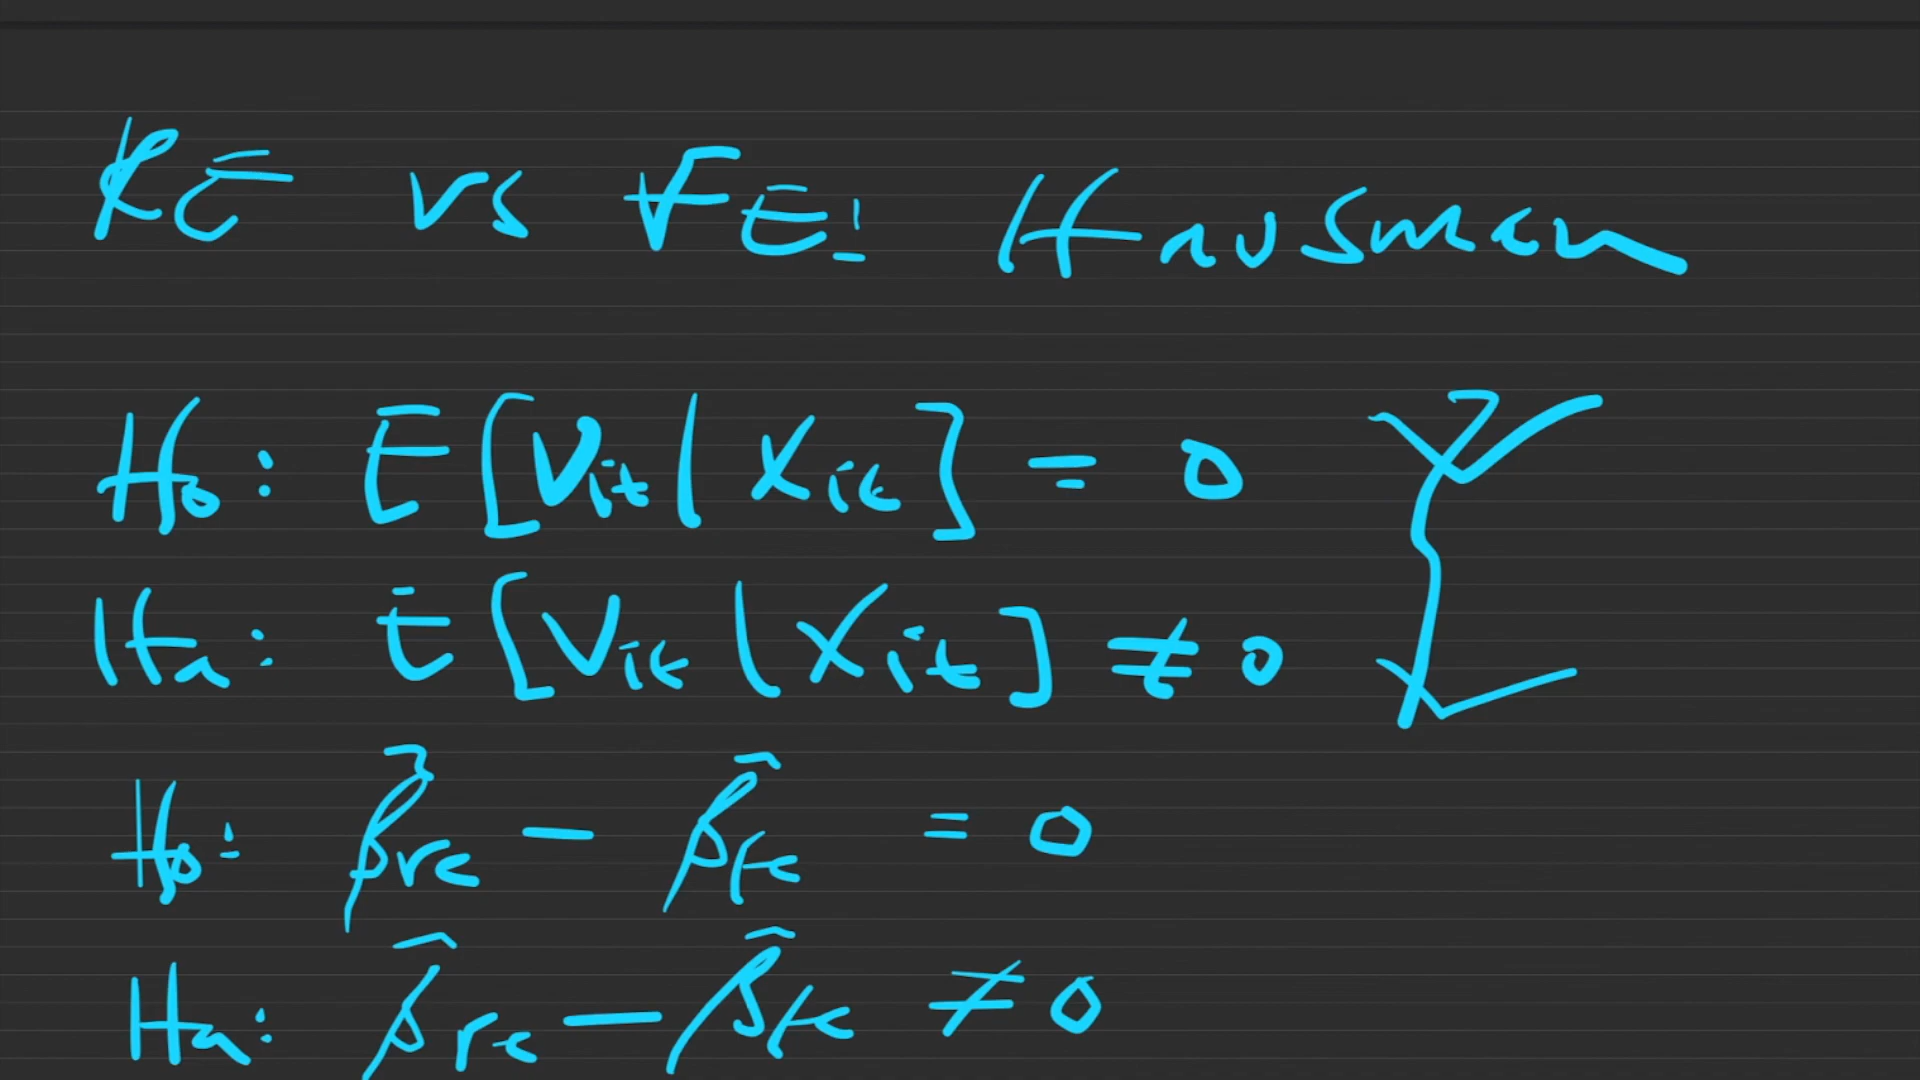 RE vs FE: Hausman
H₀: E[Vᵢₜ|Xᵢₜ] = 0
Hₐ: E[Vᵢₜ|Xᵢₜ] ≠ 0
H₀: β̂re − β̂fe = 0
Hₐ: β̂re − β̂fe ≠ 0